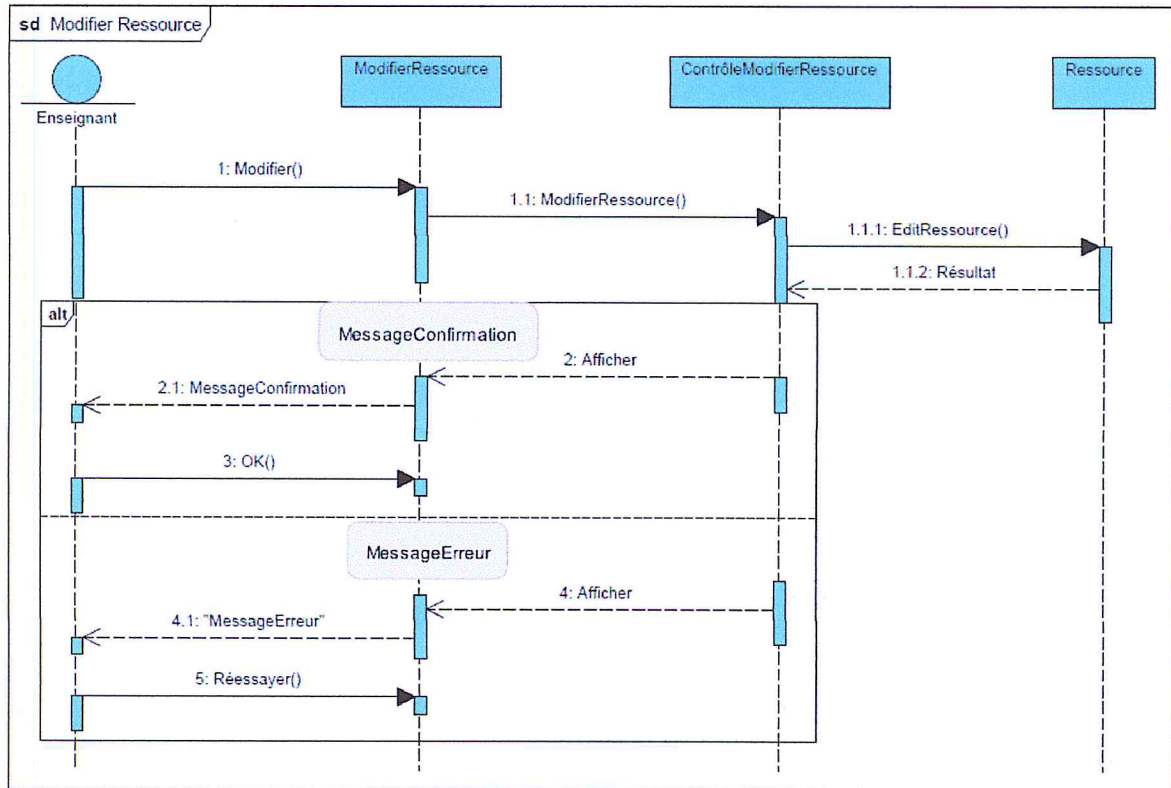 sd Modifier Ressource
ModifierRessource
ContrôleModifierRessource
Ressource
Enseignant
1: Modifier()
1.1: ModifierRessource()
1.1.1: EditRessource()
1.1.2: Résultat
alt
MessageConfirmation
2: Afficher
2.1: MessageConfirmation
3: OK()
MessageErreur
4: Afficher
4.1: "MessageErreur"
5: Réessayer()